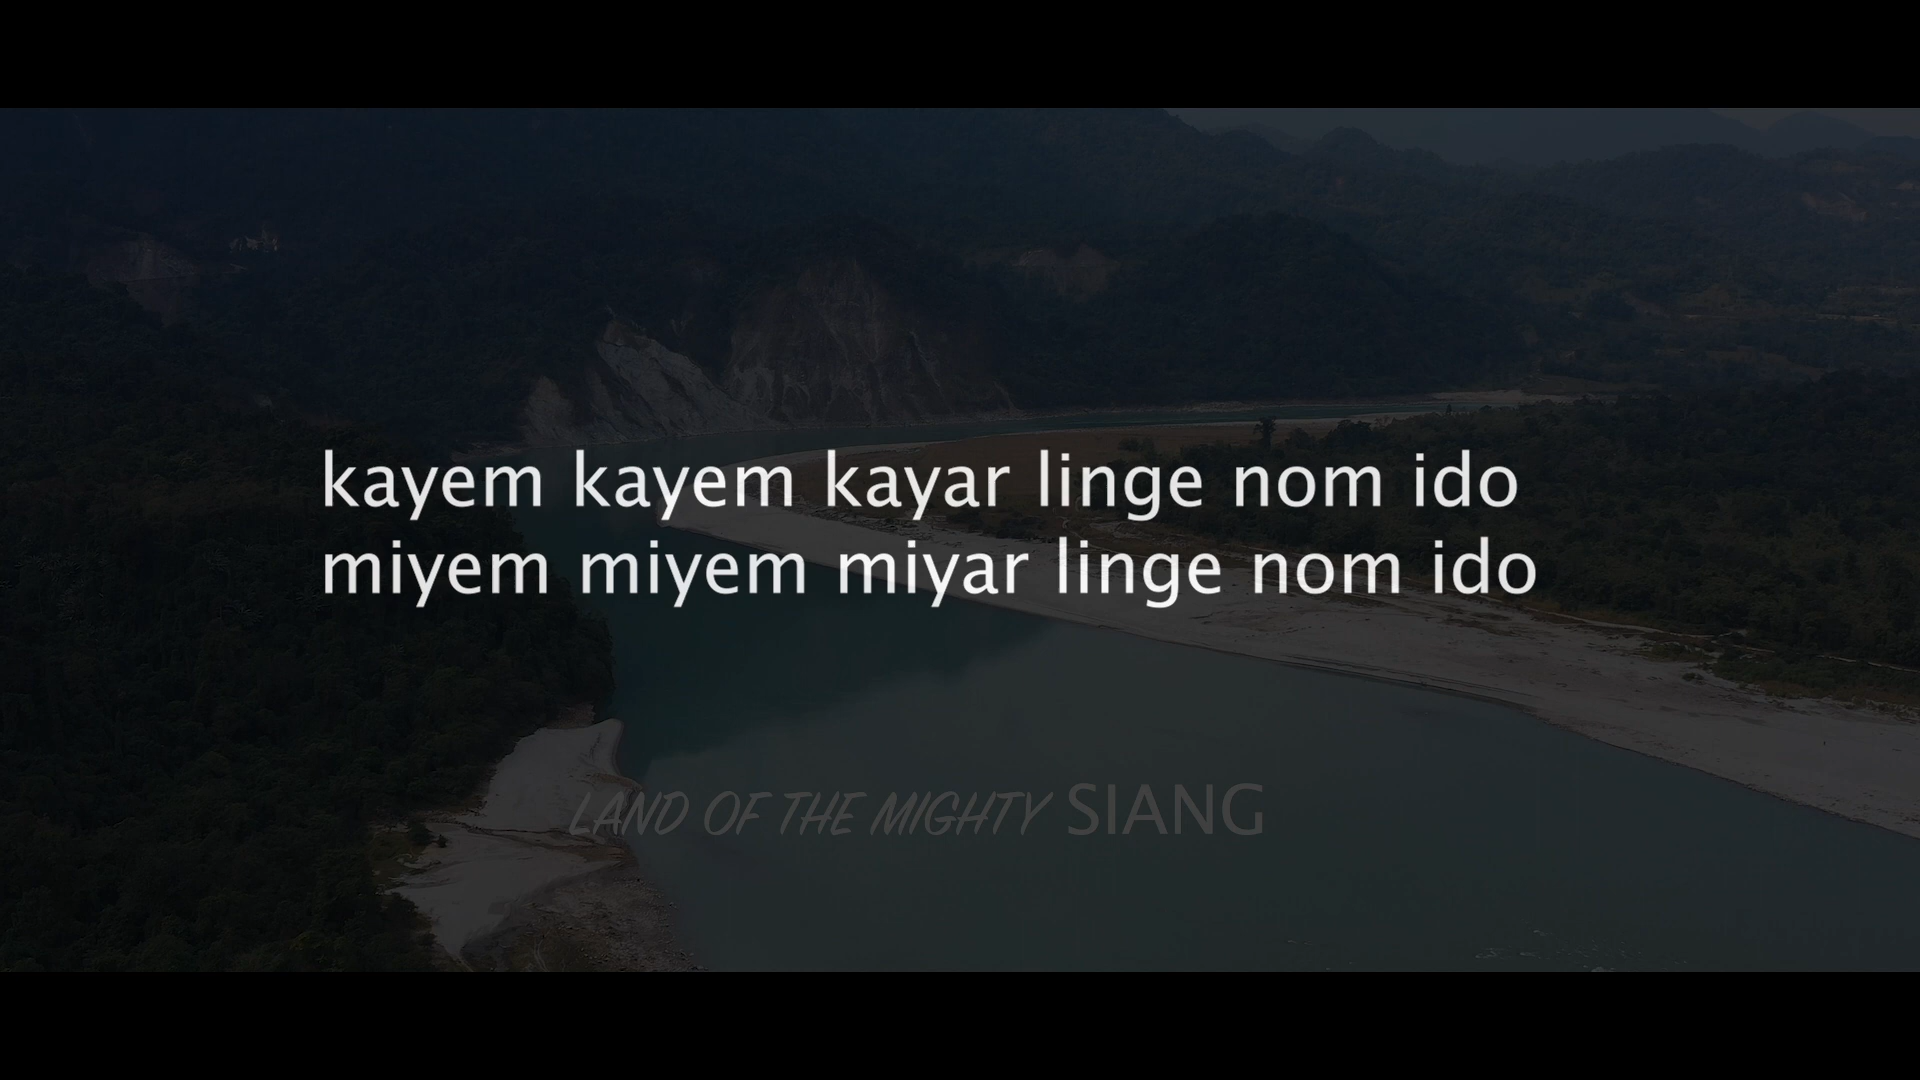 kayem kayem kayar linge nom ido
miyem miyem miyar linge nom ido
LAND OF THE MIGHTY SIANG